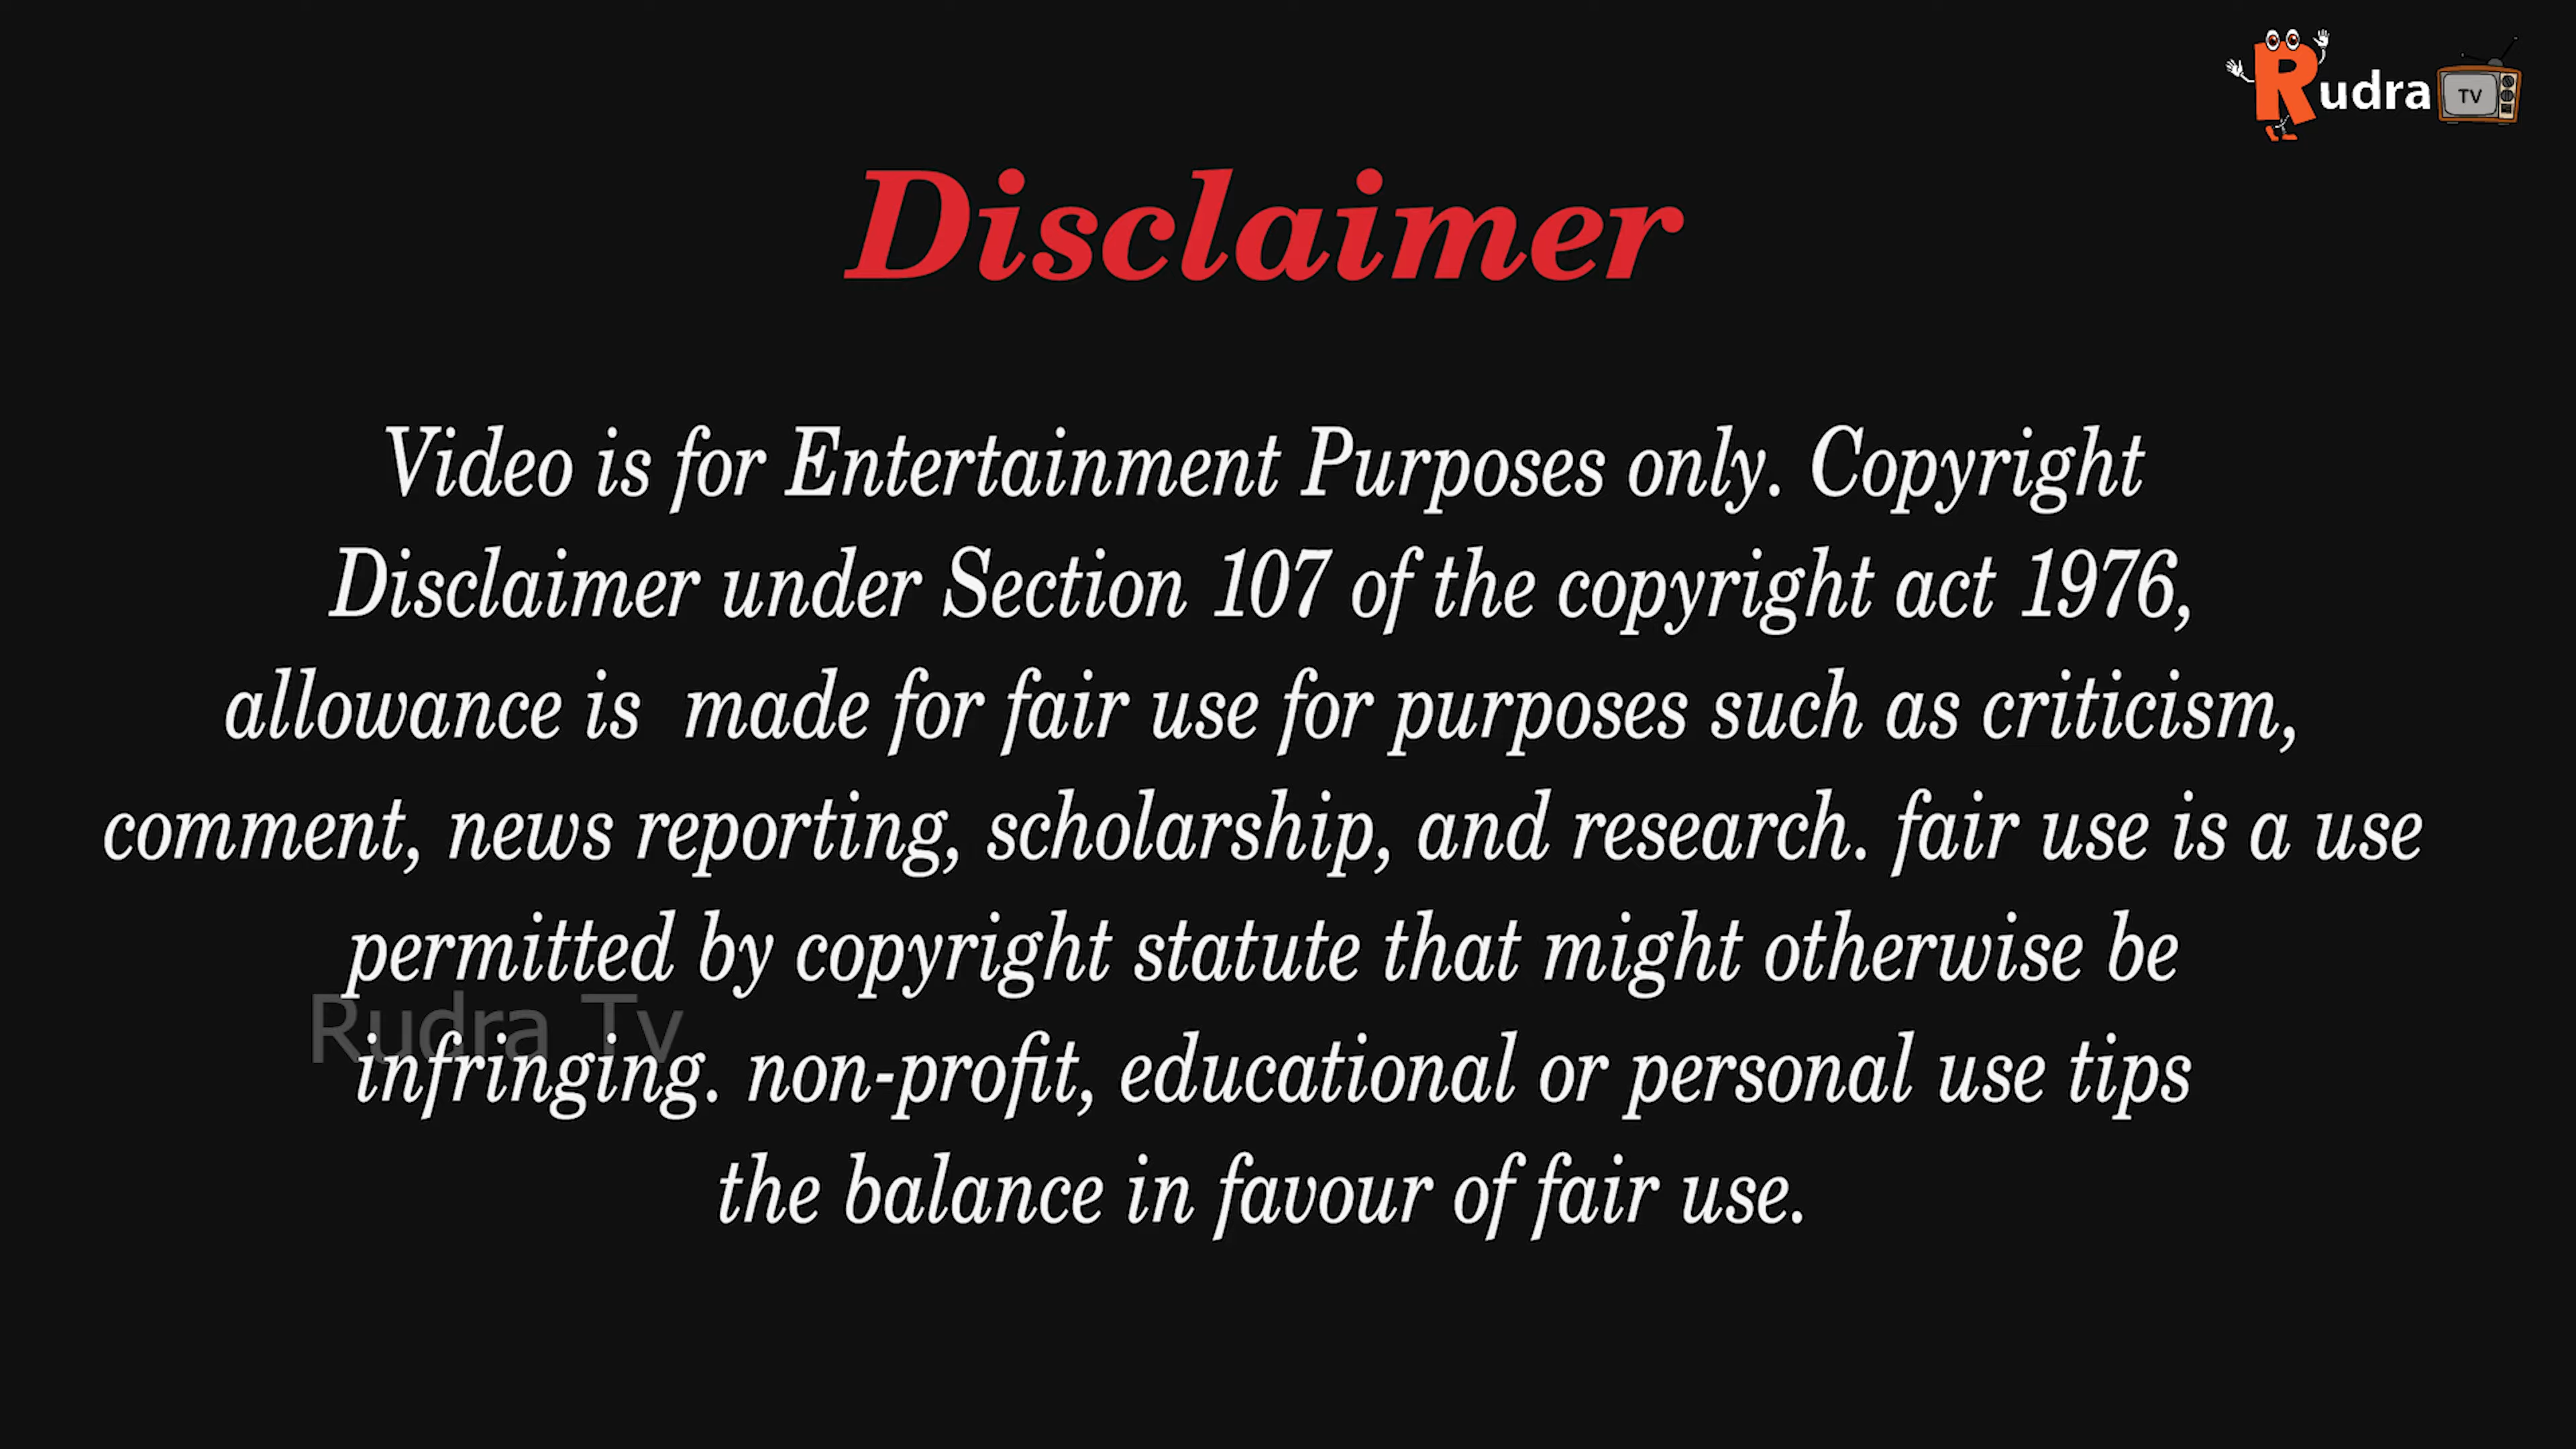 Rudra TV
Disclaimer
Video is for Entertainment Purposes only. Copyright
Disclaimer under Section 107 of the copyright act 1976,
allowance is  made for fair use for purposes such as criticism,
comment, news reporting, scholarship, and research. fair use is a use
permitted by copyright statute that might otherwise be
Rudra Tv
infringing. non-profit, educational or personal use tips
the balance in favour of fair use.